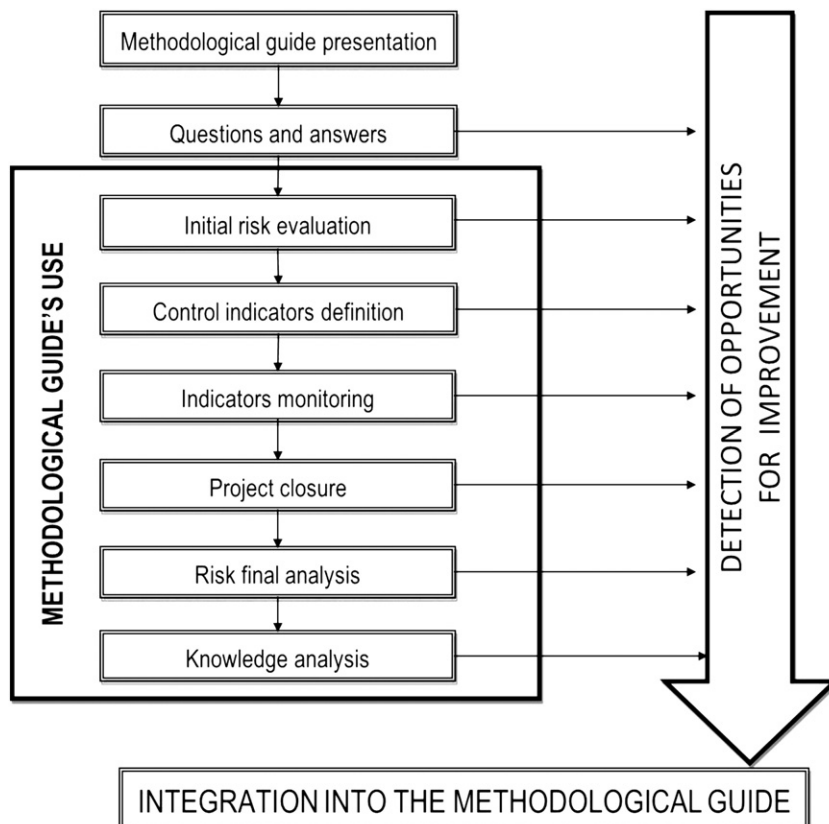 Methodological guide presentation
Questions and answers
METHODOLOGICAL GUIDE'S USE
Initial risk evaluation
Control indicators definition
Indicators monitoring
Project closure
Risk final analysis
Knowledge analysis
DETECTION OF OPPORTUNITIES
FOR IMPROVEMENT
INTEGRATION INTO THE METHODOLOGICAL GUIDE